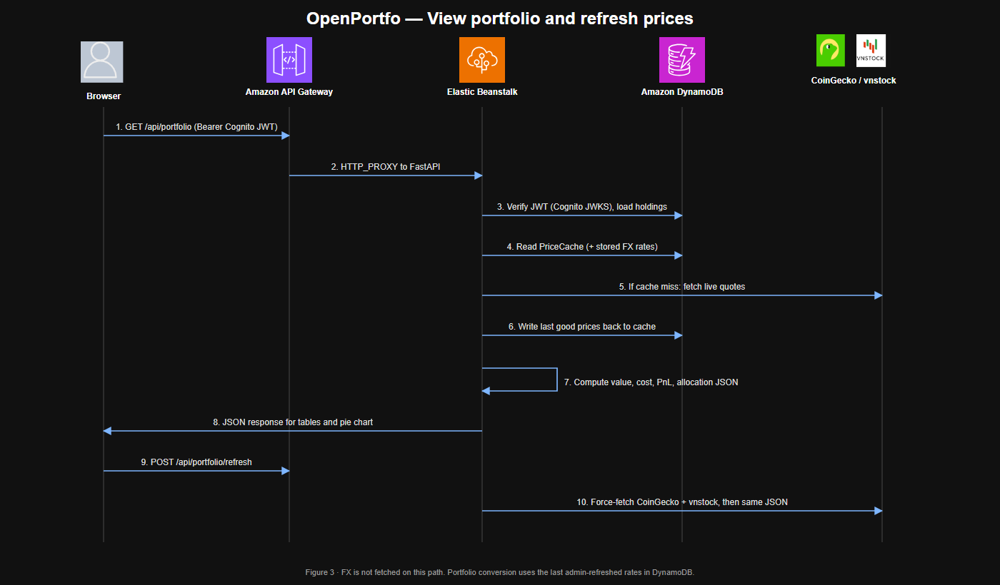 OpenPortfo — View portfolio and refresh prices
VNSTOCK
Browser
Amazon API Gateway
Elastic Beanstalk
Amazon DynamoDB
CoinGecko / vnstock
1. GET /api/portfolio (Bearer Cognito JWT)
2. HTTP_PROXY to FastAPI
3. Verify JWT (Cognito JWKS), load holdings
4. Read PriceCache (+ stored FX rates)
5. If cache miss: fetch live quotes
6. Write last good prices back to cache
7. Compute value, cost, PnL, allocation JSON
8. JSON response for tables and pie chart
9. POST /api/portfolio/refresh
10. Force-fetch CoinGecko + vnstock, then same JSON
Figure 3 · FX is not fetched on this path. Portfolio conversion uses the last admin-refreshed rates in DynamoDB.